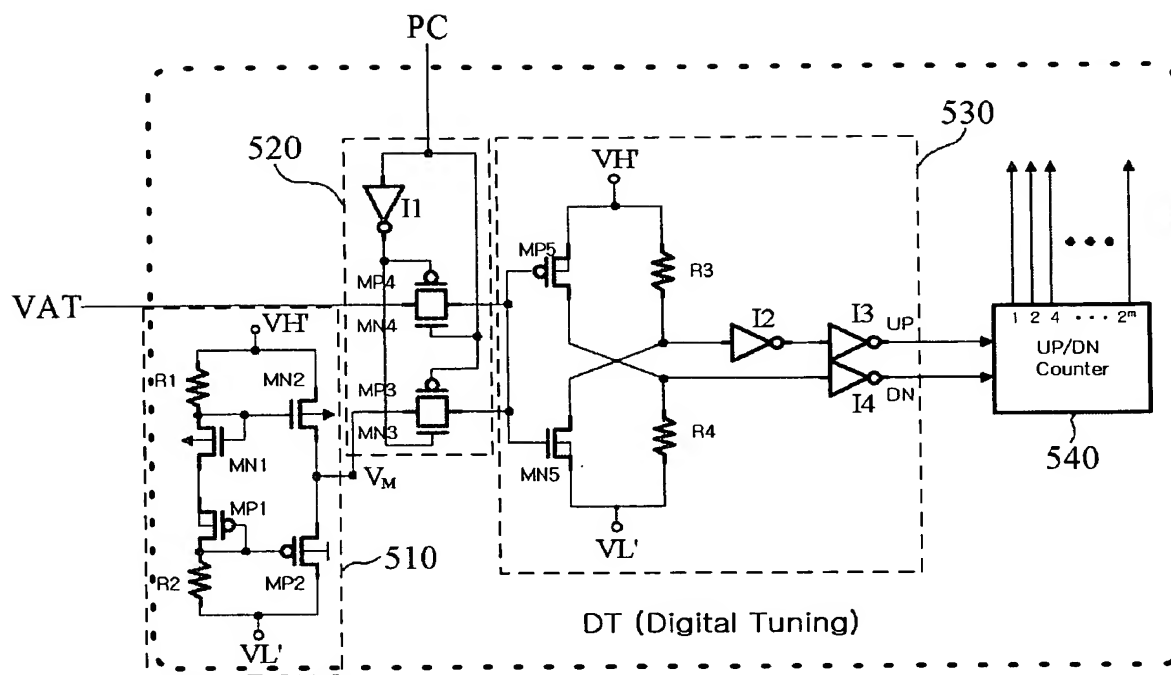 PC
520
530
VH'
I1
MP5
MP4
R3
VAT
MN4
I2
I3
UP
1 2 4 ··· 2ᵐ
VH'
UP/DN
Counter
R1
MN2
MP3
I4
DN
MN3
R4
540
MN1
VM
MN5
MP1
VL'
510
R2
MP2
DT (Digital Tuning)
VL'